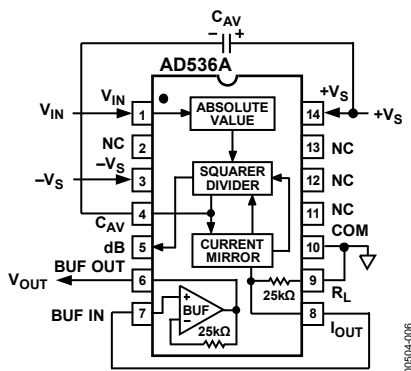 CAV
− +
AD536A
VIN
VIN
1
ABSOLUTE
VALUE
14
+VS
+VS
NC
2
13
NC
−VS
−VS
3
SQUARER
DIVIDER
12
NC
CAV
4
11
NC
dB
5
CURRENT
MIRROR
10
COM
BUF OUT
VOUT
6
25kΩ
9
RL
BUF IN
7
+
BUF
−
25kΩ
8
IOUT
00504-006